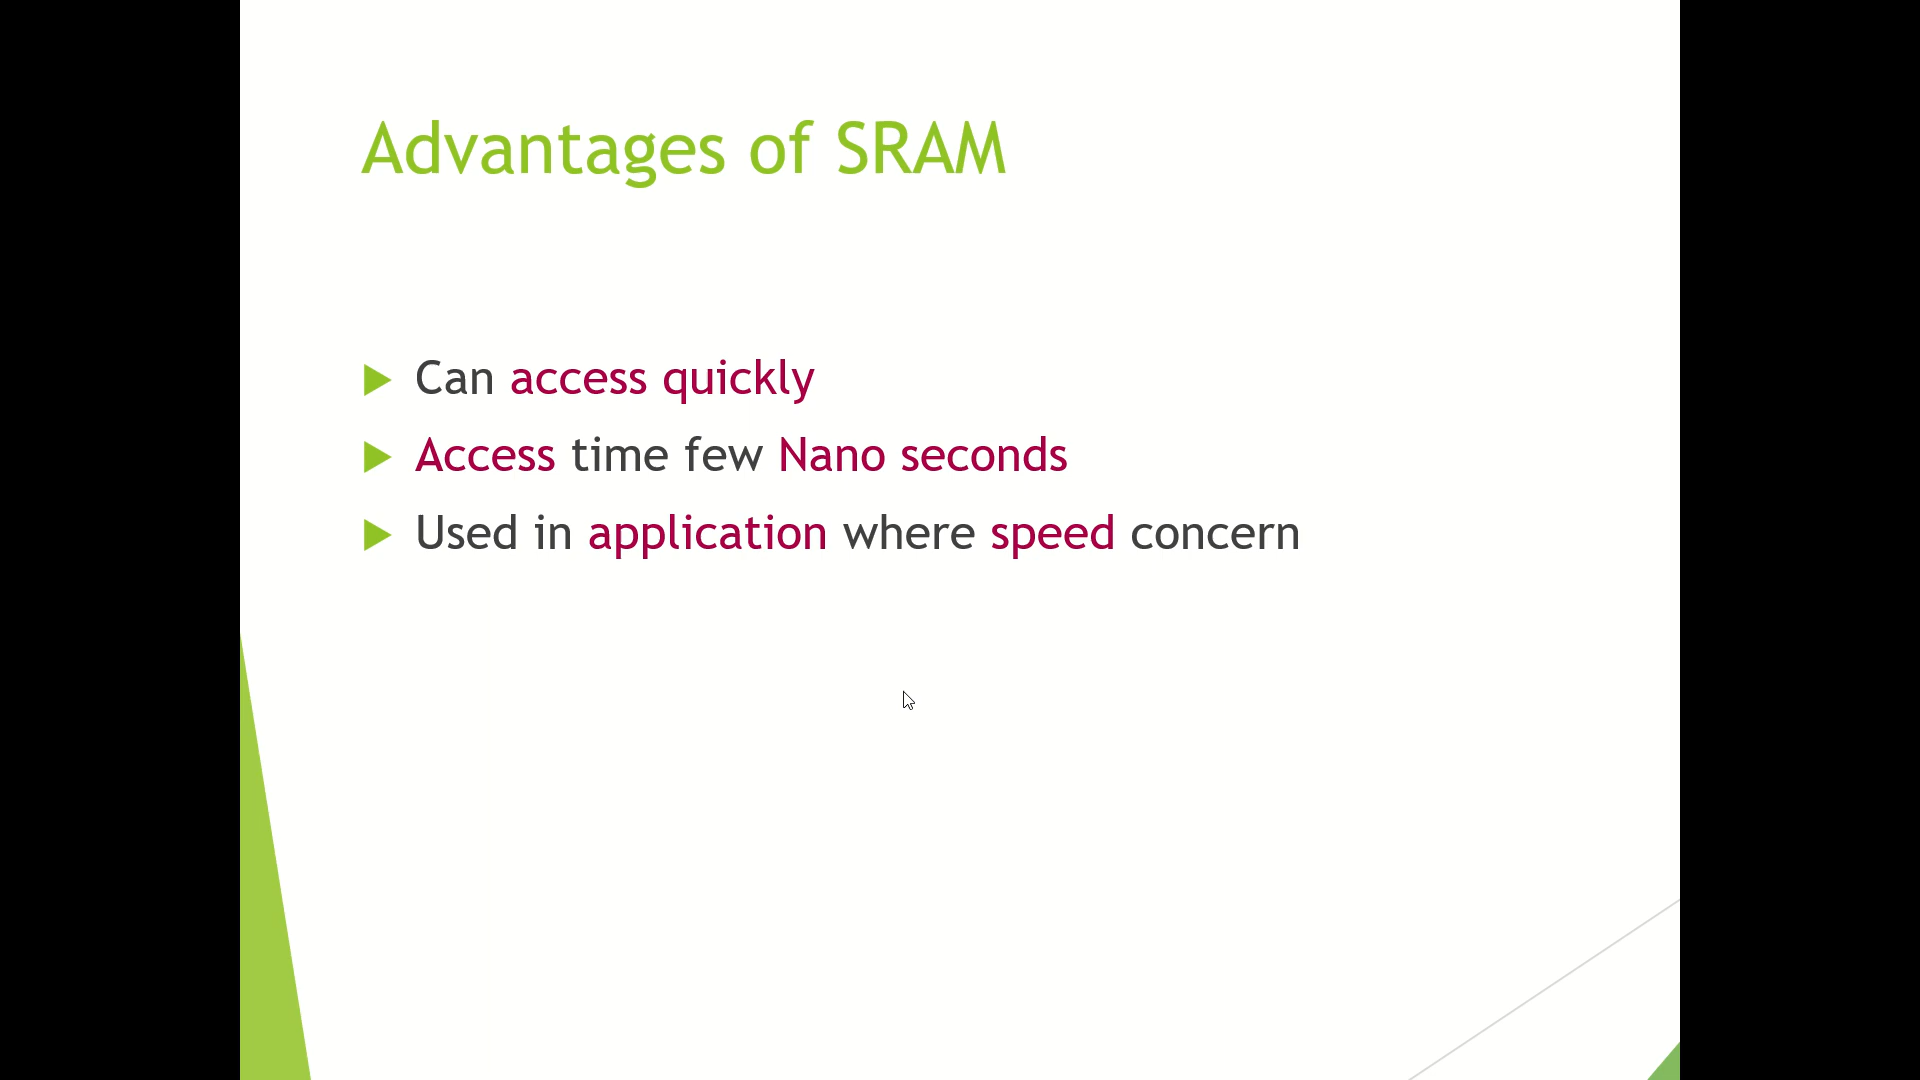 Advantages of SRAM
Can access quickly
Access time few Nano seconds
Used in application where speed concern